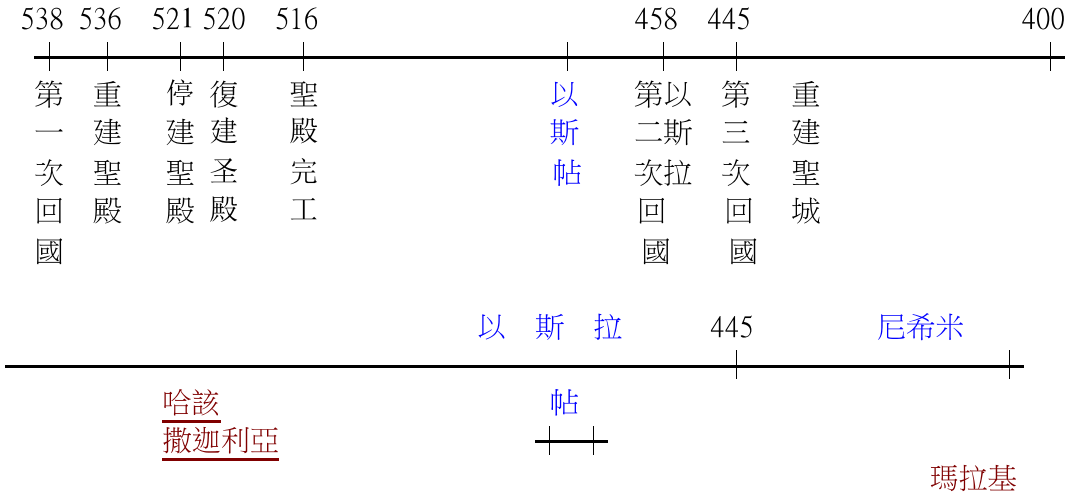 538 536 521 520 516 458 445 400
第一次回國
重建聖殿
停建聖殿
復建圣殿
聖殿完工
以斯帖
第二次回國
以斯拉
第三次回國
重建聖城
以斯拉 445 尼希米
哈該 帖
撒迦利亞
瑪拉基